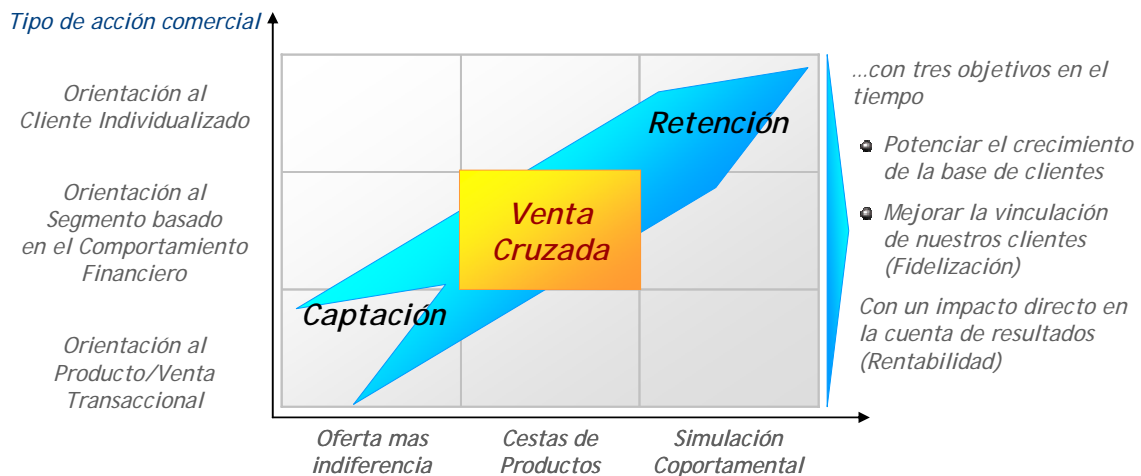 Tipo de acción comercial
Orientación al
Cliente Individualizado
Orientación al
Segmento basado
en el Comportamiento
Financiero
Orientación al
Producto/Venta
Transaccional
Retención
Venta
Cruzada
Captación
Oferta mas
indiferencia
Cestas de
Productos
Simulación
Coportamental
...con tres objetivos en el
tiempo
Potenciar el crecimiento
de la base de clientes
Mejorar la vinculación
de nuestros clientes
(Fidelización)
Con un impacto directo en
la cuenta de resultados
(Rentabilidad)